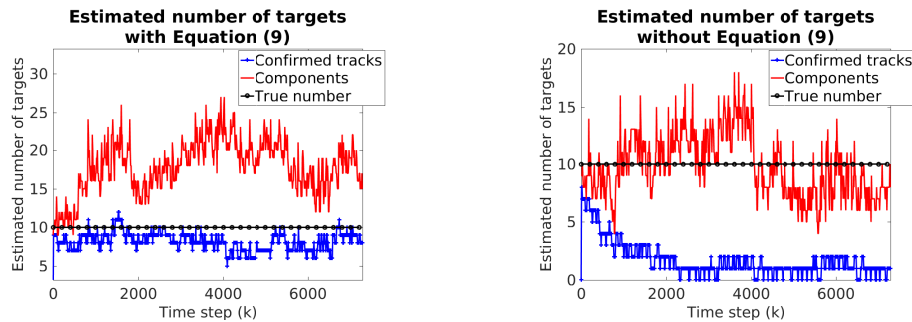 Estimated number of targets
with Equation (9)
Estimated number of targets
30
25
20
15
10
5
0
2000
4000
6000
Time step (k)
Confirmed tracks
Components
True number
Estimated number of targets
without Equation (9)
Estimated number of targets
20
15
10
5
0
0
2000
4000
6000
Time step (k)
Confirmed tracks
Components
True number